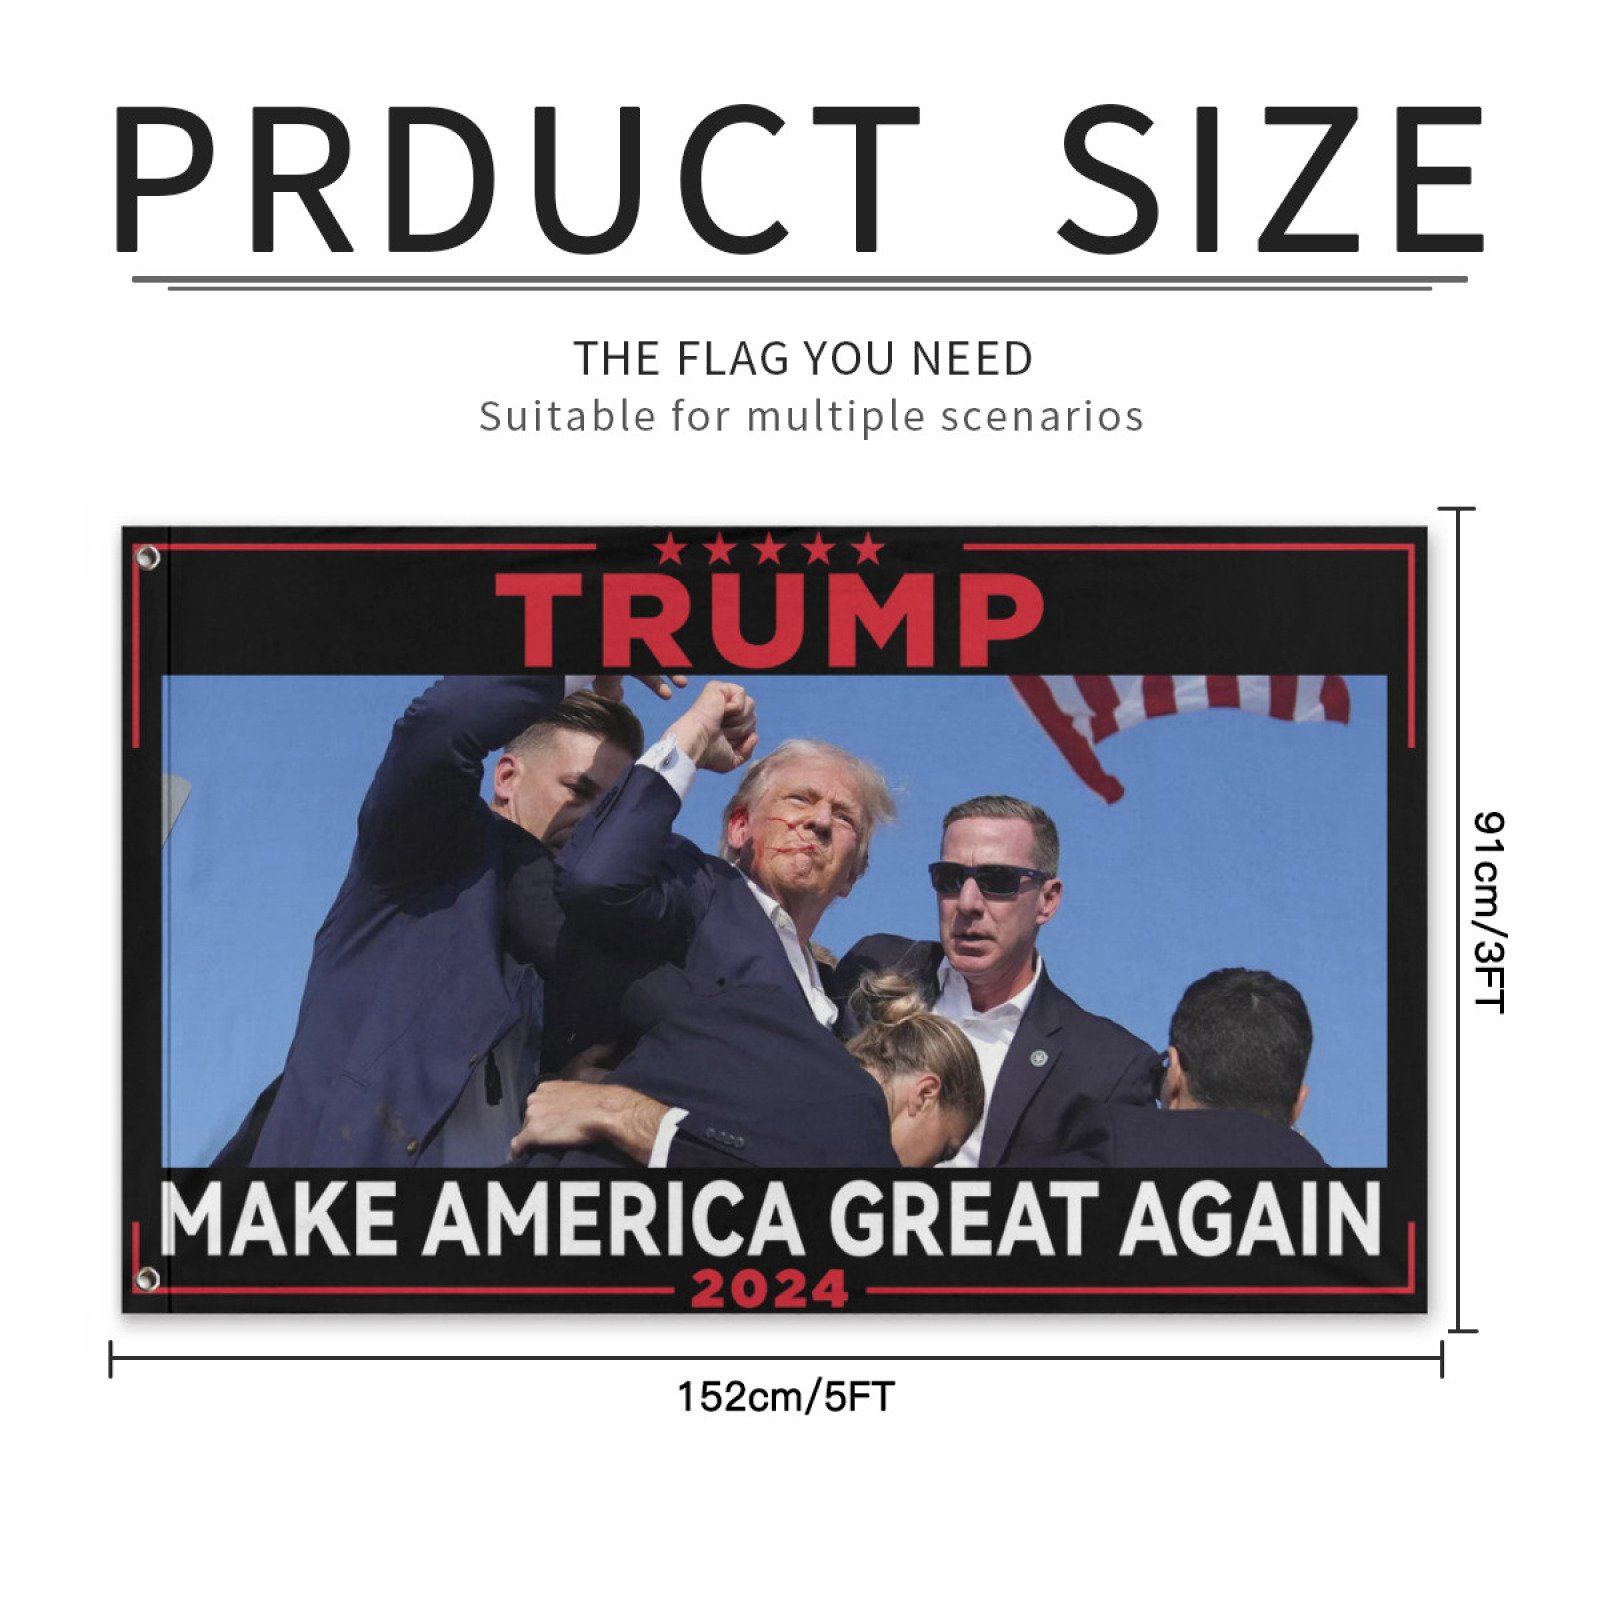 PRDUCT SIZE
THE FLAG YOU NEED
Suitable for multiple scenarios
TRUMP
MAKE AMERICA GREAT AGAIN
2024
91cm/3FT
152cm/5FT